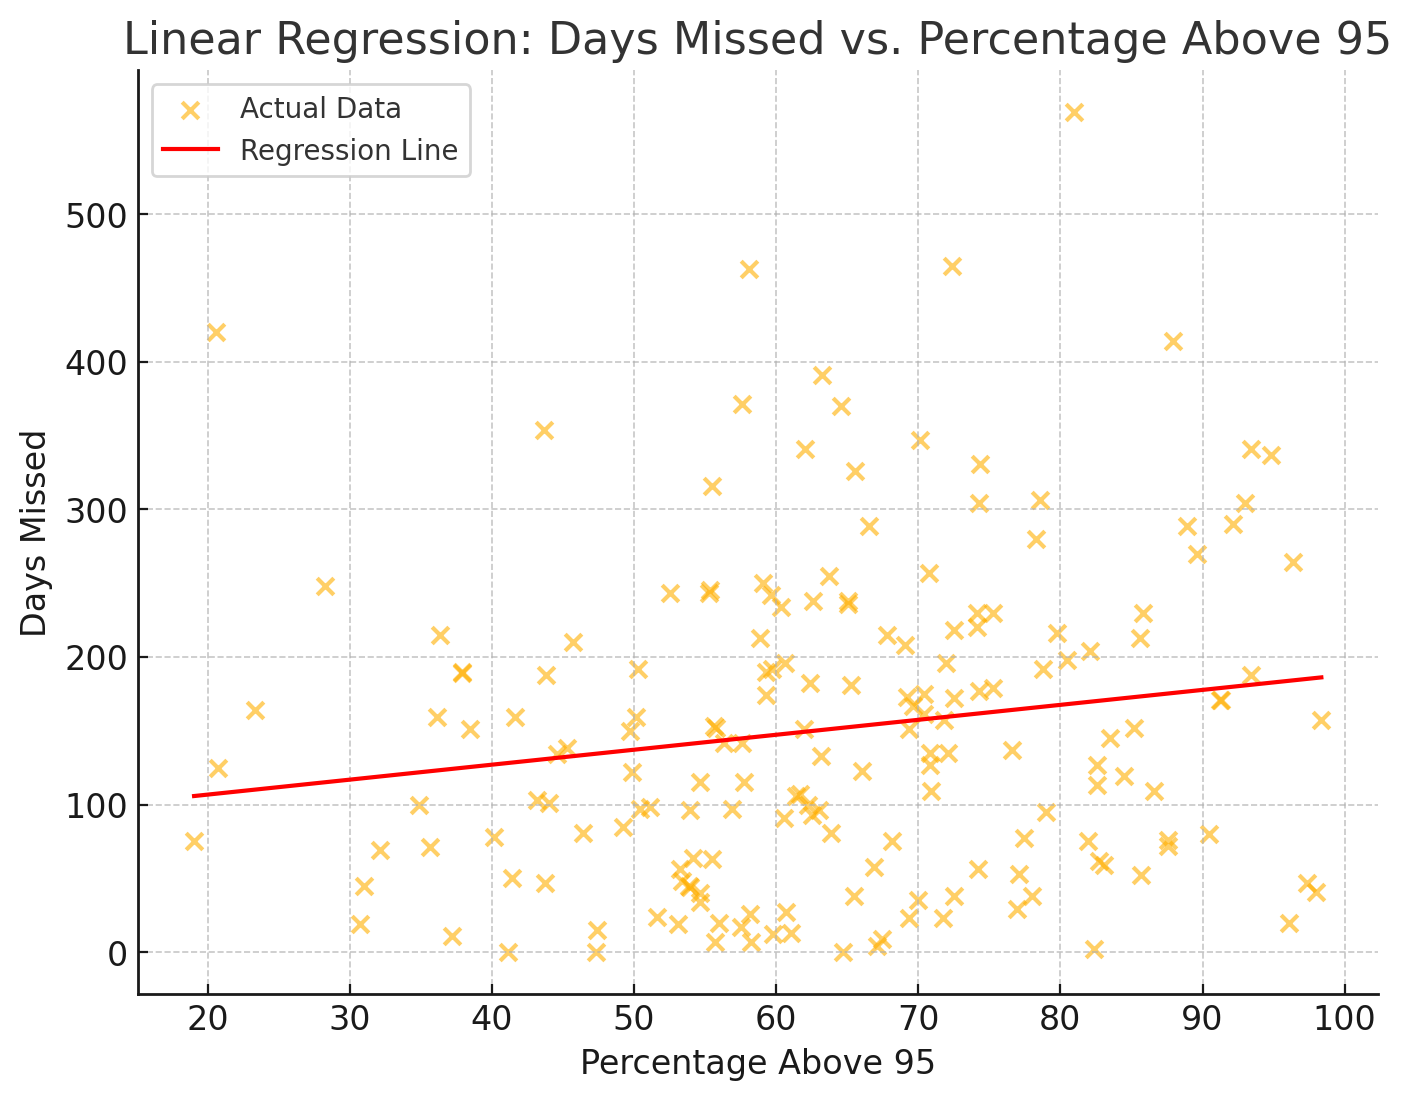 Linear Regression: Days Missed vs. Percentage Above 95
Actual Data
Regression Line
Days Missed
500
400
300
200
100
0
20 30 40 50 60 70 80 90 100
Percentage Above 95